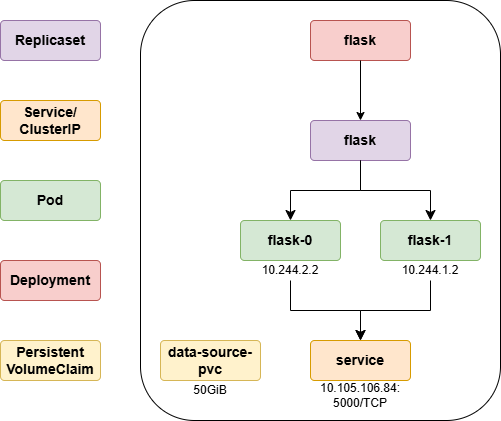 Replicaset
Service/
ClusterIP
Pod
Deployment
Persistent
VolumeClaim
flask
flask
flask-0
10.244.2.2
flask-1
10.244.1.2
data-source-
pvc
50GiB
service
10.105.106.84:
5000/TCP